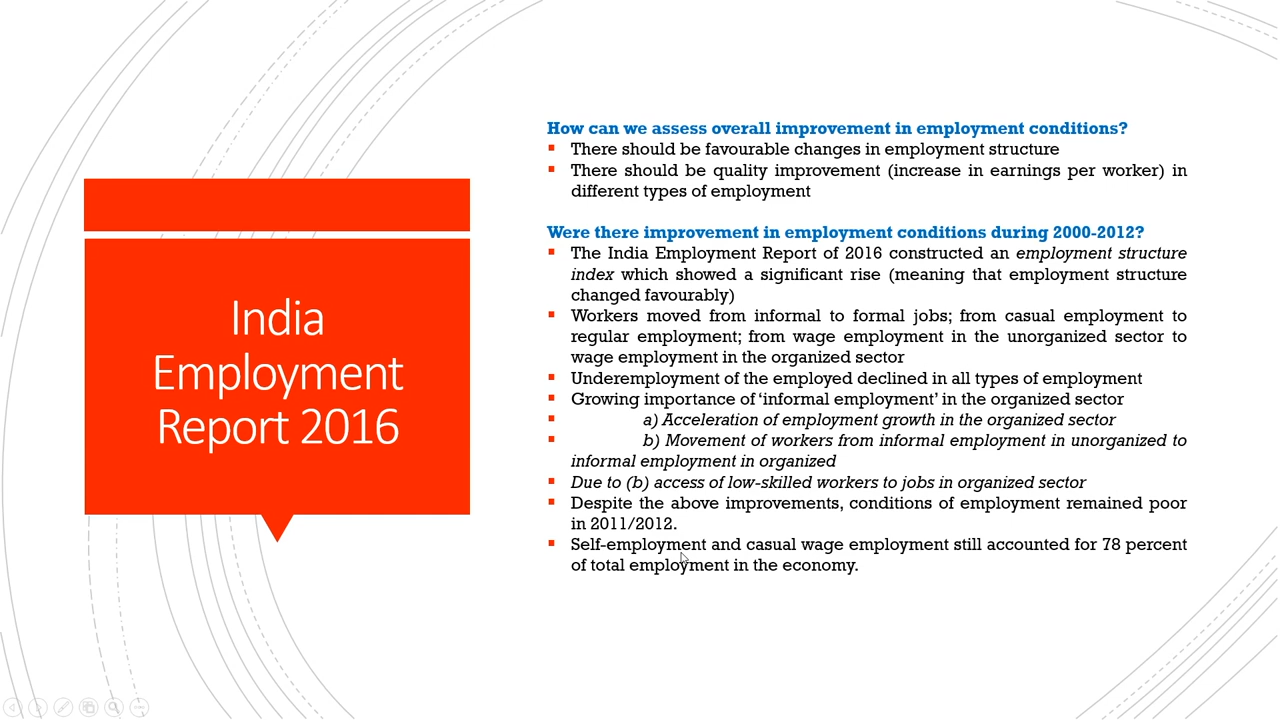 India
Employment
Report 2016
How can we assess overall improvement in employment conditions?
▪ There should be favourable changes in employment structure
▪ There should be quality improvement (increase in earnings per worker) in
different types of employment
Were there improvement in employment conditions during 2000-2012?
▪ The India Employment Report of 2016 constructed an employment structure
index which showed a significant rise (meaning that employment structure
changed favourably)
▪ Workers moved from informal to formal jobs; from casual employment to
regular employment; from wage employment in the unorganized sector to
wage employment in the organized sector
▪ Underemployment of the employed declined in all types of employment
▪ Growing importance of ‘informal employment’ in the organized sector
▪ a) Acceleration of employment growth in the organized sector
▪ b) Movement of workers from informal employment in unorganized to
informal employment in organized
▪ Due to (b) access of low-skilled workers to jobs in organized sector
▪ Despite the above improvements, conditions of employment remained poor
in 2011/2012.
▪ Self-employment and casual wage employment still accounted for 78 percent
of total employment in the economy.